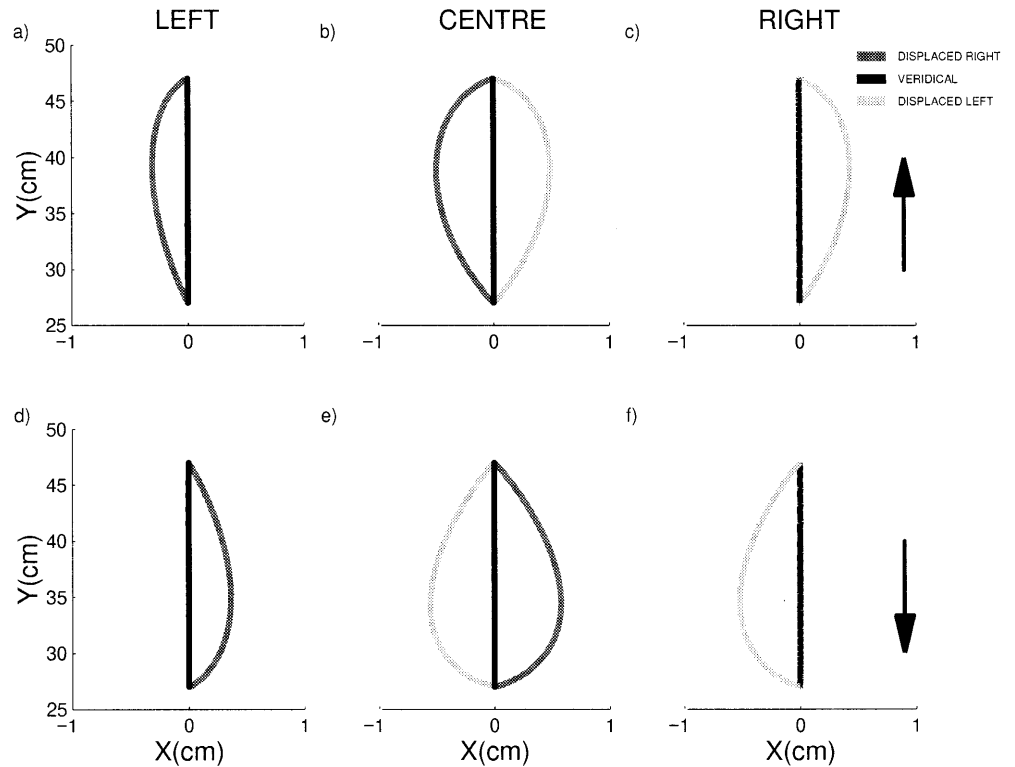 LEFT CENTRE RIGHT
a) b) c)
50
45
40
35
30
25
Y(cm)
DISPLACED RIGHT
VERIDICAL
DISPLACED LEFT
−1 0 1 −1 0 1 −1 0 1
d) e) f)
50
45
40
35
30
25
Y(cm)
−1 0 1 −1 0 1 −1 0 1
X(cm) X(cm) X(cm)